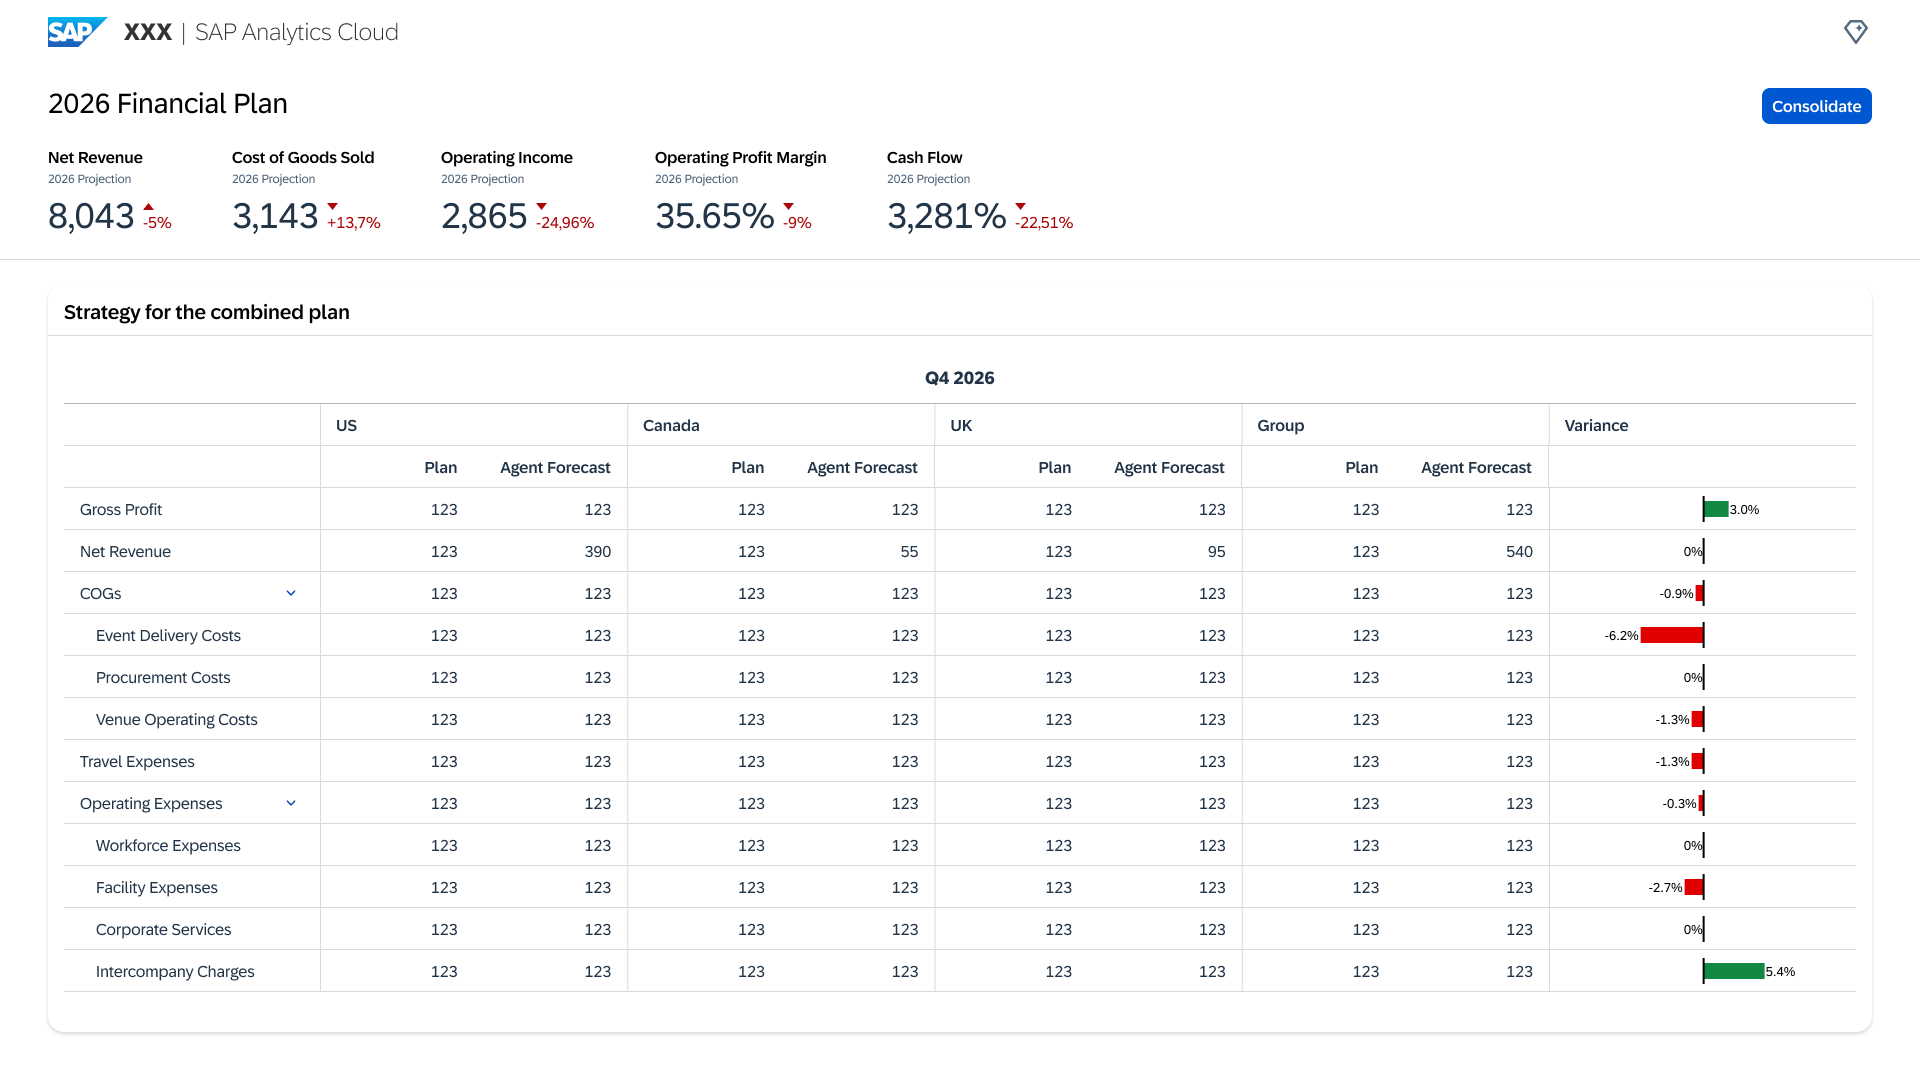 SAP XXX | SAP Analytics Cloud
2026 Financial Plan
Consolidate
Net Revenue
2026 Projection
8,043 -5%
Cost of Goods Sold
2026 Projection
3,143 +13,7%
Operating Income
2026 Projection
2,865 -24,96%
Operating Profit Margin
2026 Projection
35.65% -9%
Cash Flow
2026 Projection
3,281% -22,51%
Strategy for the combined plan
Q4 2026
US Canada UK Group Variance
Plan Agent Forecast Plan Agent Forecast Plan Agent Forecast Plan Agent Forecast
Gross Profit 123 123 123 123 123 123 123 123 3.0%
Net Revenue 123 390 123 55 123 95 123 540 0%
COGs 123 123 123 123 123 123 123 123 -0.9%
Event Delivery Costs 123 123 123 123 123 123 123 123 -6.2%
Procurement Costs 123 123 123 123 123 123 123 123 0%
Venue Operating Costs 123 123 123 123 123 123 123 123 -1.3%
Travel Expenses 123 123 123 123 123 123 123 123 -1.3%
Operating Expenses 123 123 123 123 123 123 123 123 -0.3%
Workforce Expenses 123 123 123 123 123 123 123 123 0%
Facility Expenses 123 123 123 123 123 123 123 123 -2.7%
Corporate Services 123 123 123 123 123 123 123 123 0%
Intercompany Charges 123 123 123 123 123 123 123 123 5.4%